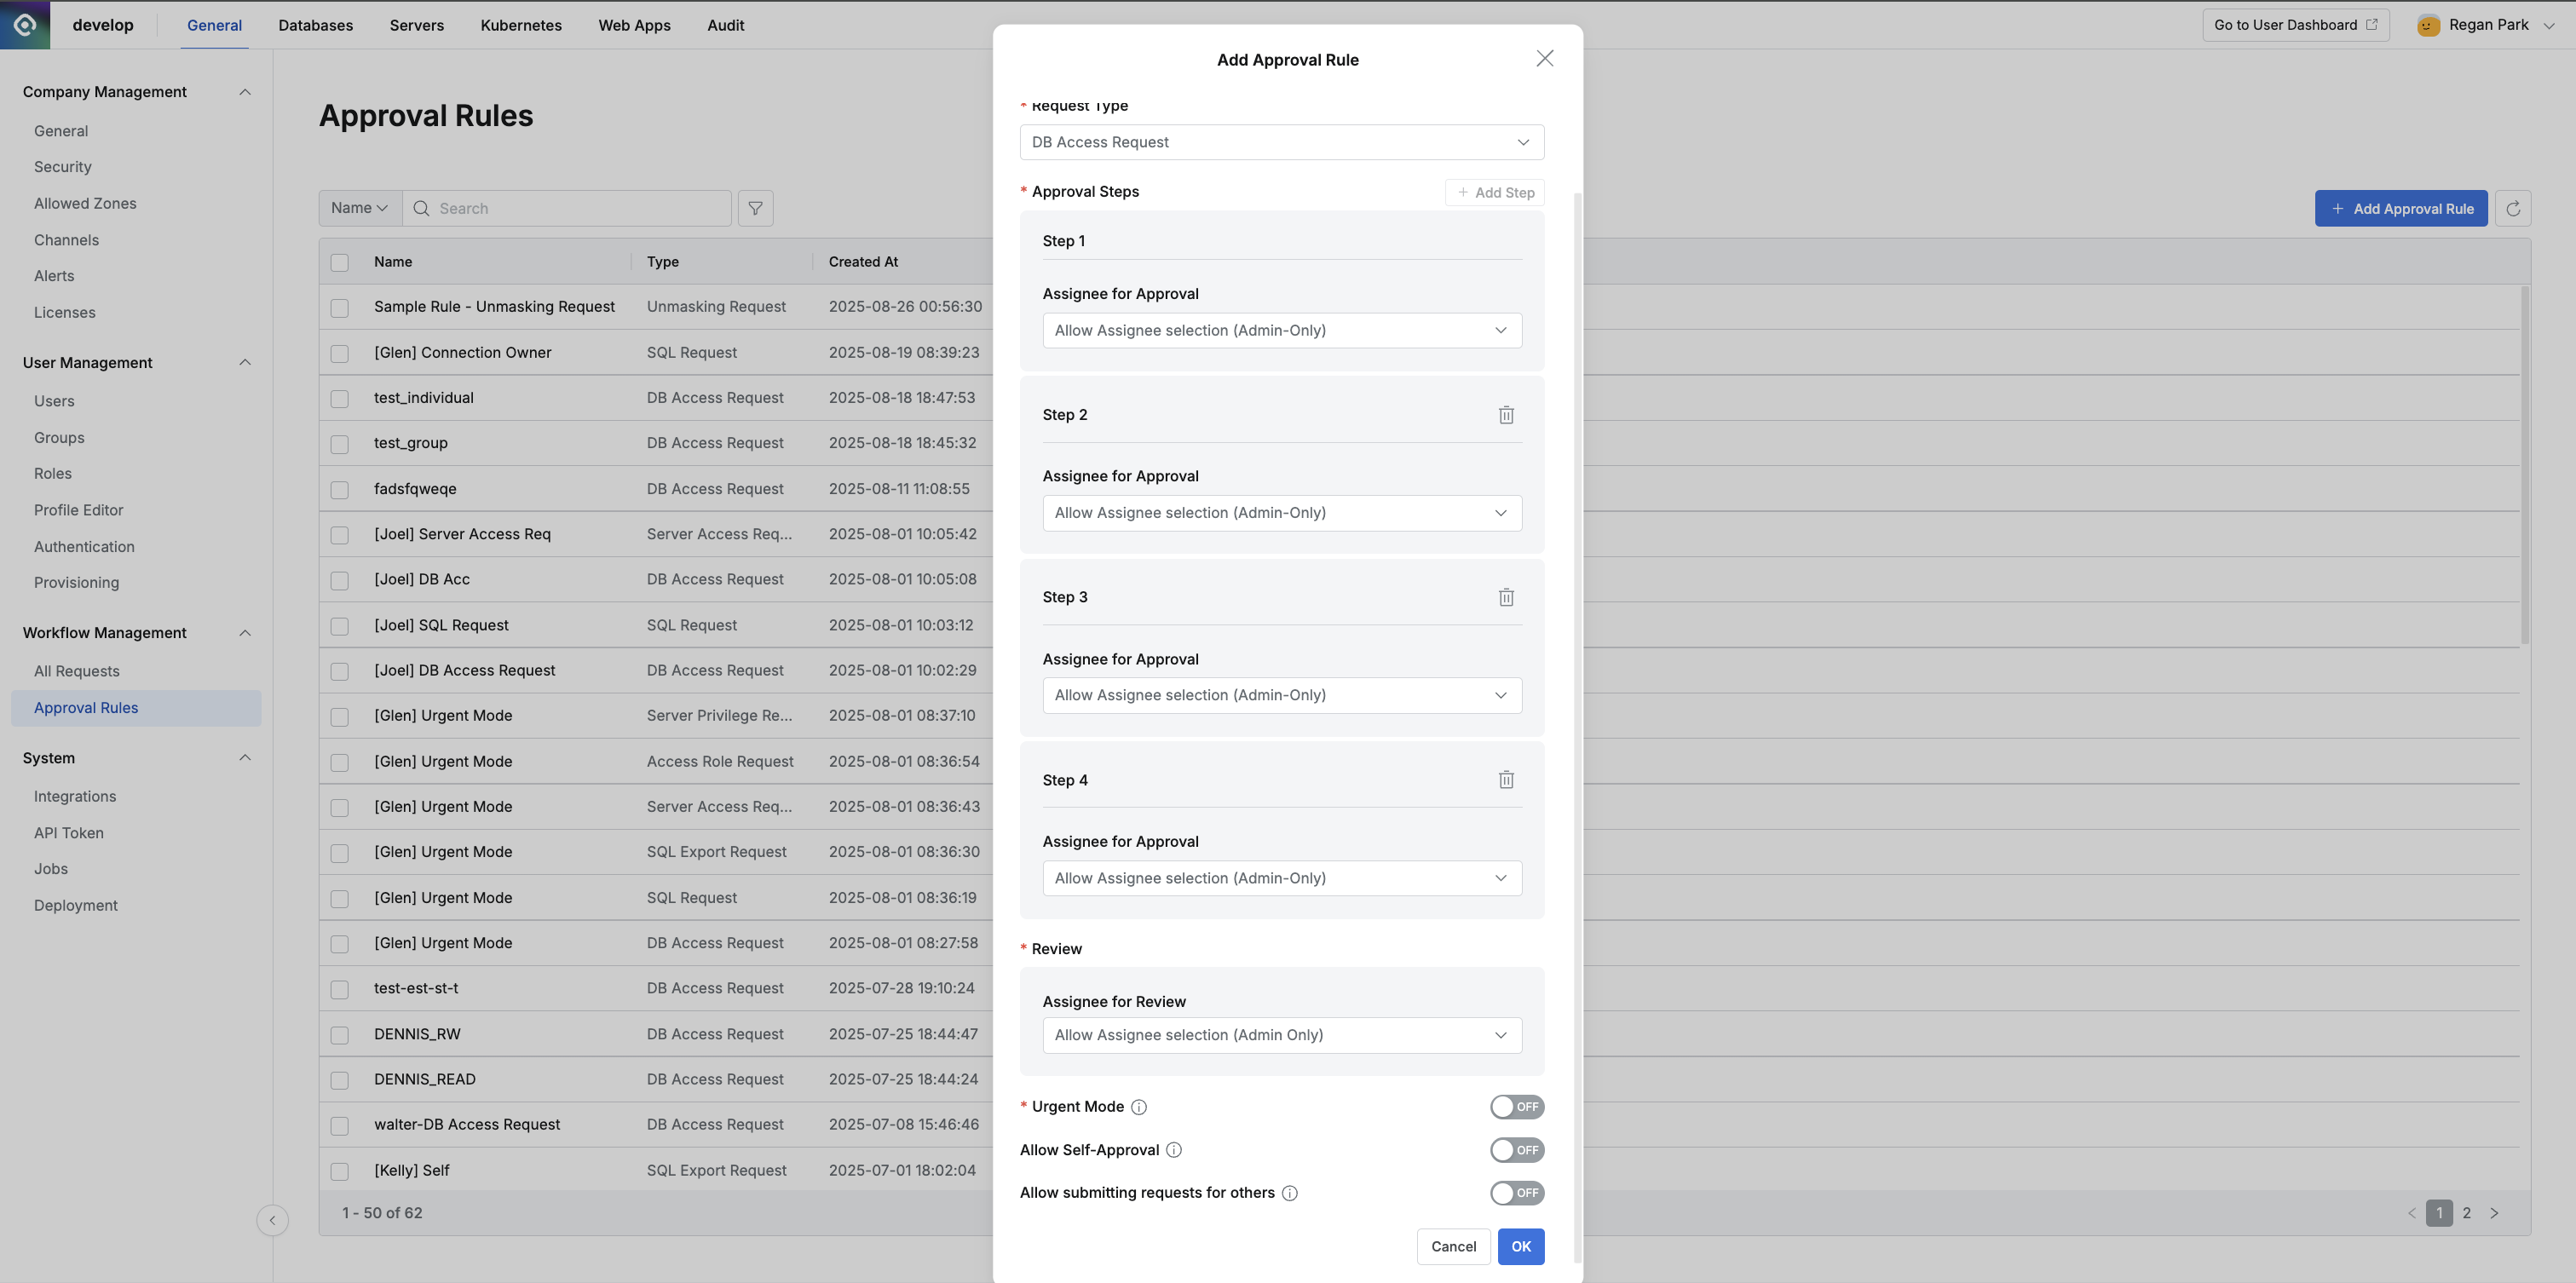 develop
General
Databases
Servers
Kubernetes
Web Apps
Audit
Go to User Dashboard
Regan Park
Company Management
General
Security
Allowed Zones
Channels
Alerts
Licenses
User Management
Users
Groups
Roles
Profile Editor
Authentication
Provisioning
Workflow Management
All Requests
Approval Rules
System
Integrations
API Token
Jobs
Deployment
Approval Rules
Name
Search
+ Add Approval Rule
Name Type Created At
Sample Rule - Unmasking Request Unmasking Request 2025-08-26 00:56:30
[Glen] Connection Owner SQL Request 2025-08-19 08:39:23
test_individual DB Access Request 2025-08-18 18:47:53
test_group DB Access Request 2025-08-18 18:45:32
fadsfqweqe DB Access Request 2025-08-11 11:08:55
[Joel] Server Access Req Server Access Req... 2025-08-01 10:05:42
[Joel] DB Acc DB Access Request 2025-08-01 10:05:08
[Joel] SQL Request SQL Request 2025-08-01 10:03:12
[Joel] DB Access Request DB Access Request 2025-08-01 10:02:29
[Glen] Urgent Mode Server Privilege Re... 2025-08-01 08:37:10
[Glen] Urgent Mode Access Role Request 2025-08-01 08:36:54
[Glen] Urgent Mode Server Access Req... 2025-08-01 08:36:43
[Glen] Urgent Mode SQL Export Request 2025-08-01 08:36:30
[Glen] Urgent Mode SQL Request 2025-08-01 08:36:19
[Glen] Urgent Mode DB Access Request 2025-08-01 08:27:58
test-est-st-t DB Access Request 2025-07-28 19:10:24
DENNIS_RW DB Access Request 2025-07-25 18:44:47
DENNIS_READ DB Access Request 2025-07-25 18:44:24
walter-DB Access Request DB Access Request 2025-07-08 15:46:46
[Kelly] Self SQL Export Request 2025-07-01 18:02:04
1 - 50 of 62
1 2
Add Approval Rule
* Request Type
DB Access Request
* Approval Steps
+ Add Step
Step 1
Assignee for Approval
Allow Assignee selection (Admin-Only)
Step 2
Assignee for Approval
Allow Assignee selection (Admin-Only)
Step 3
Assignee for Approval
Allow Assignee selection (Admin-Only)
Step 4
Assignee for Approval
Allow Assignee selection (Admin-Only)
* Review
Assignee for Review
Allow Assignee selection (Admin Only)
* Urgent Mode OFF
Allow Self-Approval OFF
Allow submitting requests for others OFF
Cancel OK